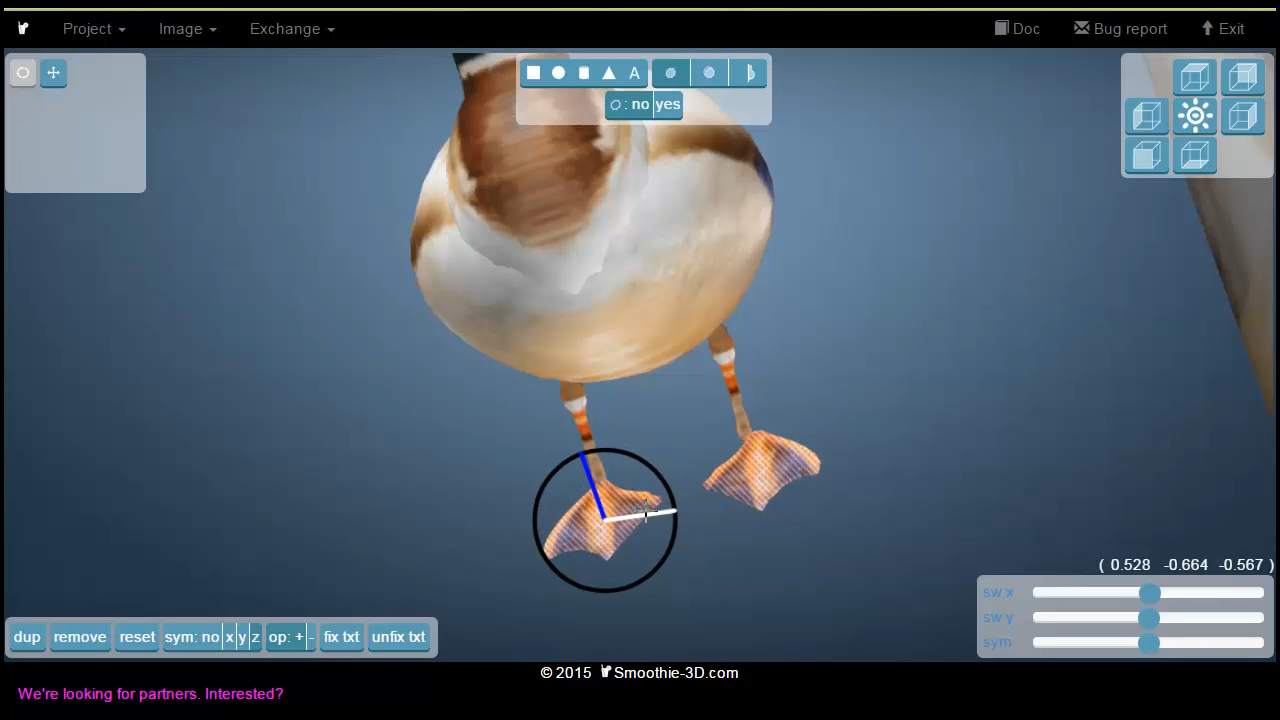 Project Image Exchange Doc Bug report Exit
A
: no yes
( 0.528 -0.664 -0.567 )
sw x
sw y
sym
dup remove reset sym: no x y z op: + - fix txt unfix txt
© 2015 Smoothie-3D.com
We're looking for partners. Interested?